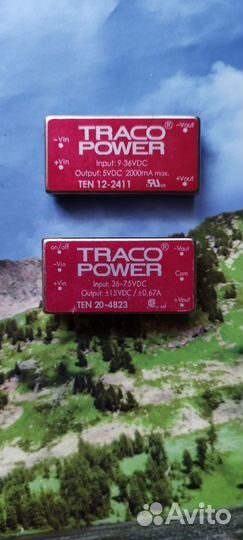 TRACO®
POWER
-Vin
+Vin
-Vout
+Vout
Input: 9-36VDC
Output: 5VDC 2000mA max.
TEN 12-2411
on/off
-Vin
+Vin
TRACO®
POWER
-Vout
Com
+Vout
Input: 36-75VDC
Output: ±15VDC / ±0.67A
TEN 20-4823
Avito